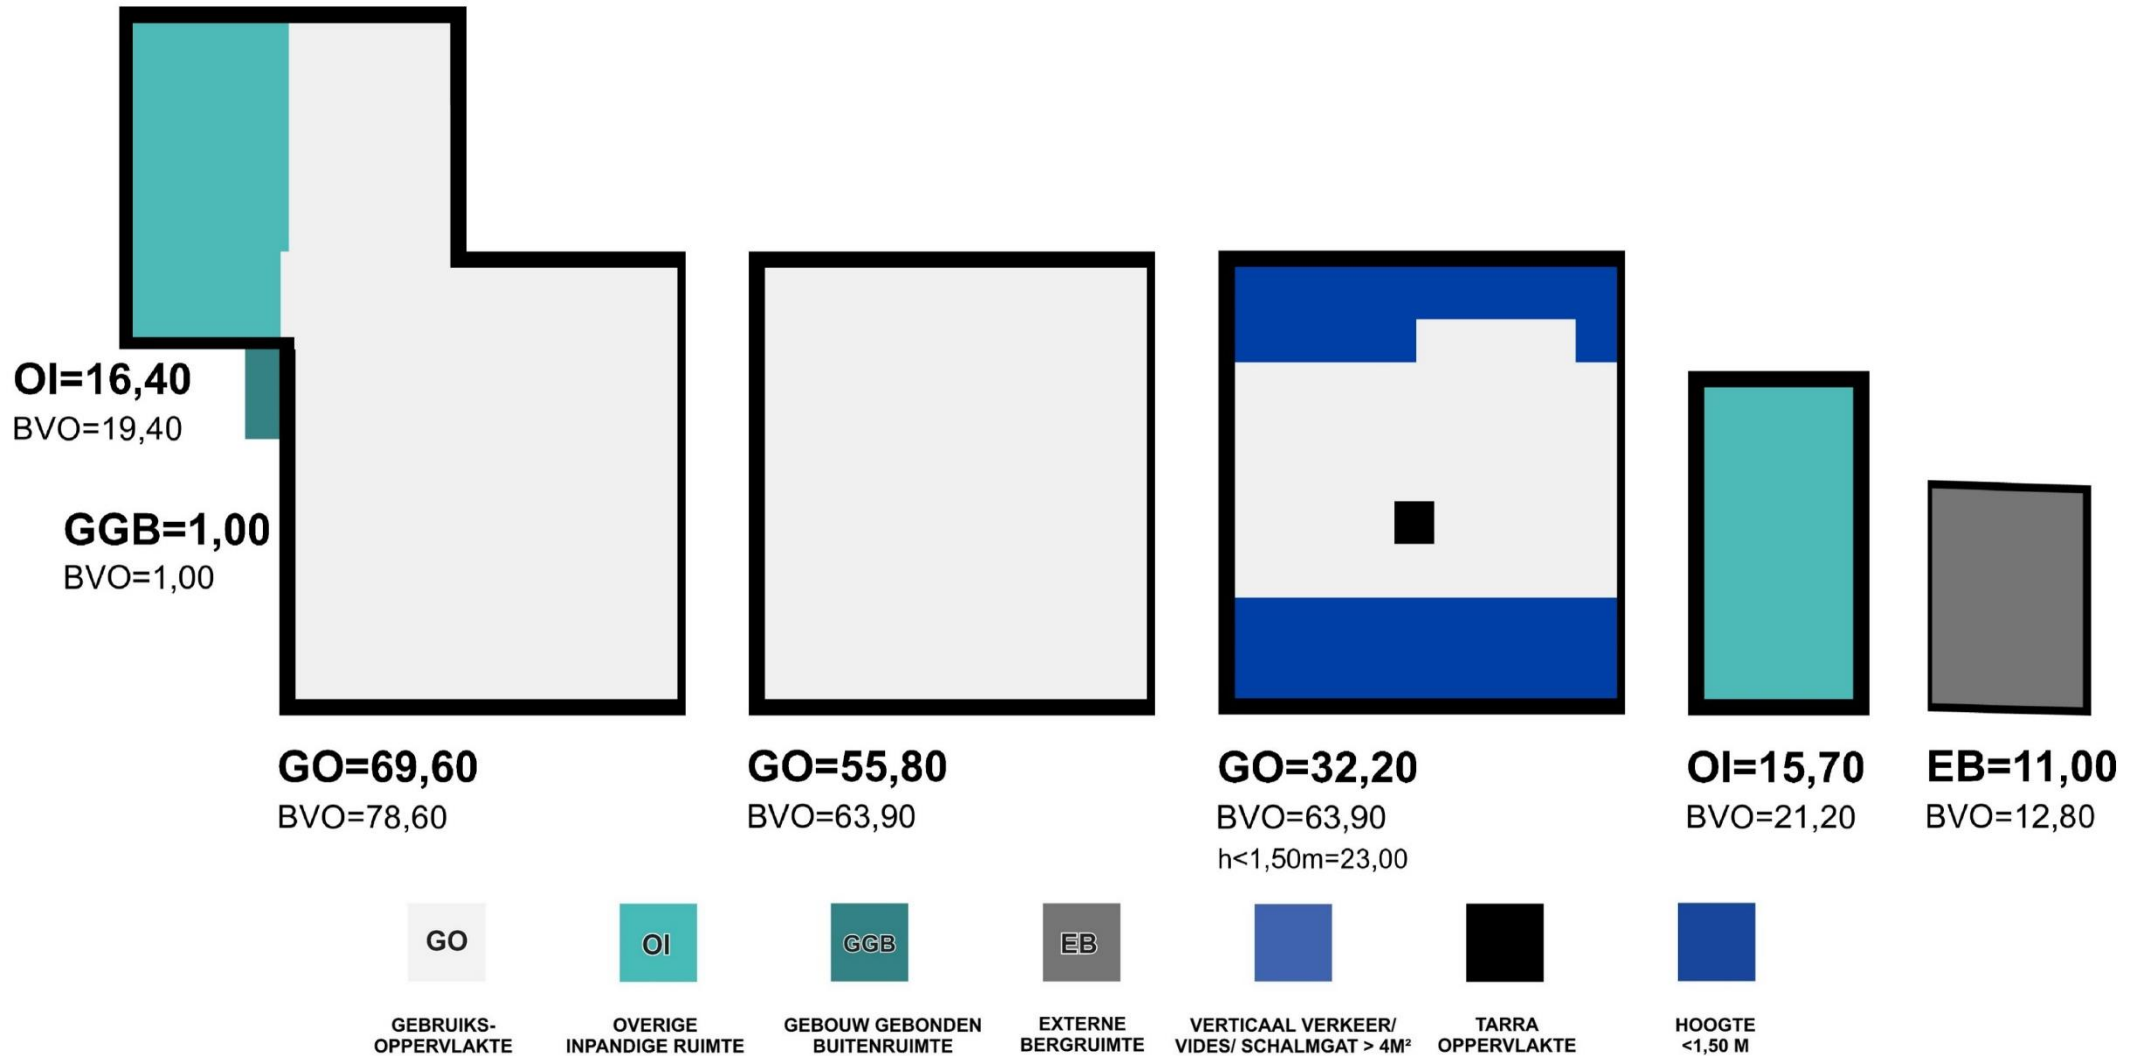 OI=16,40
BVO=19,40
GGB=1,00
BVO=1,00
GO=69,60
BVO=78,60
GO=55,80
BVO=63,90
GO=32,20
BVO=63,90
h<1,50m=23,00
OI=15,70
BVO=21,20
EB=11,00
BVO=12,80
GO
GEBRUIKS-
OPPERVLAKTE
OI
OVERIGE
INPANDIGE RUIMTE
GGB
GEBOUW GEBONDEN
BUITENRUIMTE
EB
EXTERNE
BERGRUIMTE
VERTICAAL VERKEER/
VIDES/ SCHALMGAT > 4M²
TARRA
OPPERVLAKTE
HOOGTE
<1,50 M